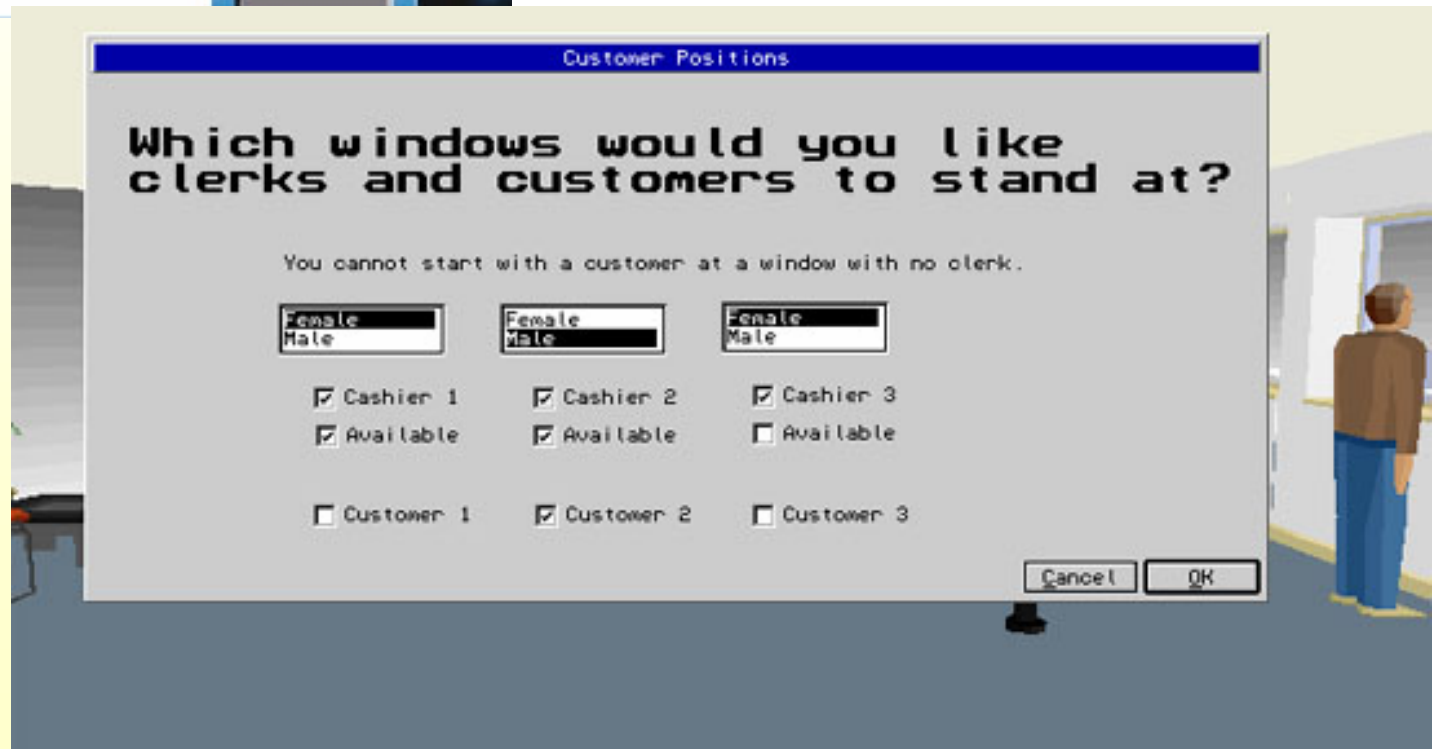 Customer Positions
Which windows would you like
clerks and customers to stand at?
You cannot start with a customer at a window with no clerk.
Female Female Female
Male Male Male
Cashier 1 Cashier 2 Cashier 3
Available Available Available
Customer 1 Customer 2 Customer 3
Cancel OK